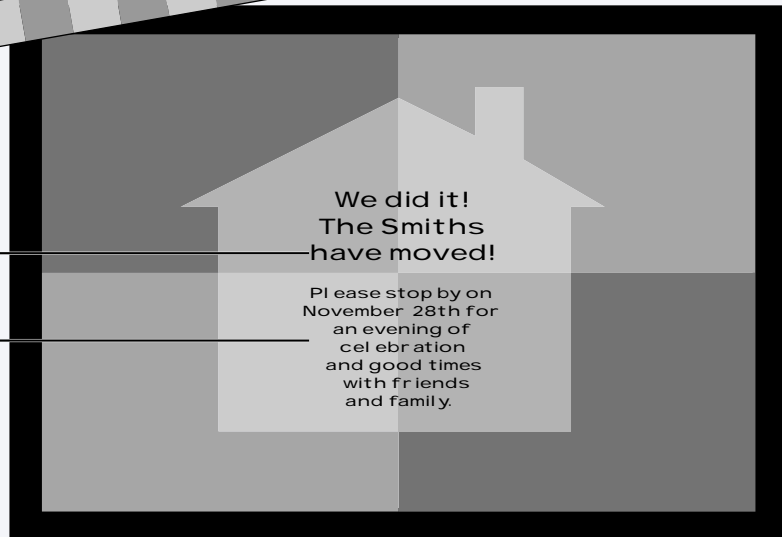 We did it!
The Smiths
have moved!
Please stop by on
November 28th for
an evening of
celebration
and good times
with friends
and family.